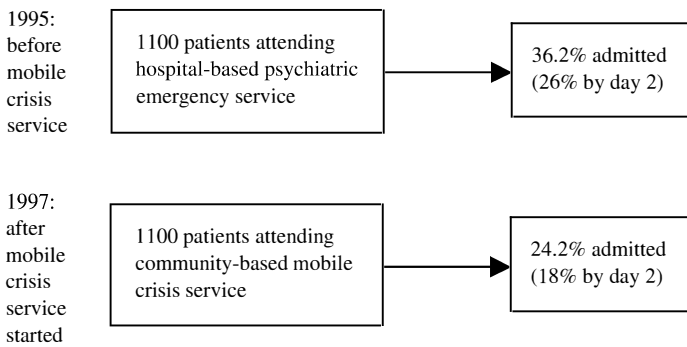 1995:
before
mobile
crisis
service
1100 patients attending
hospital-based psychiatric
emergency service
36.2% admitted
(26% by day 2)
1997:
after
mobile
crisis
service
started
1100 patients attending
community-based mobile
crisis service
24.2% admitted
(18% by day 2)